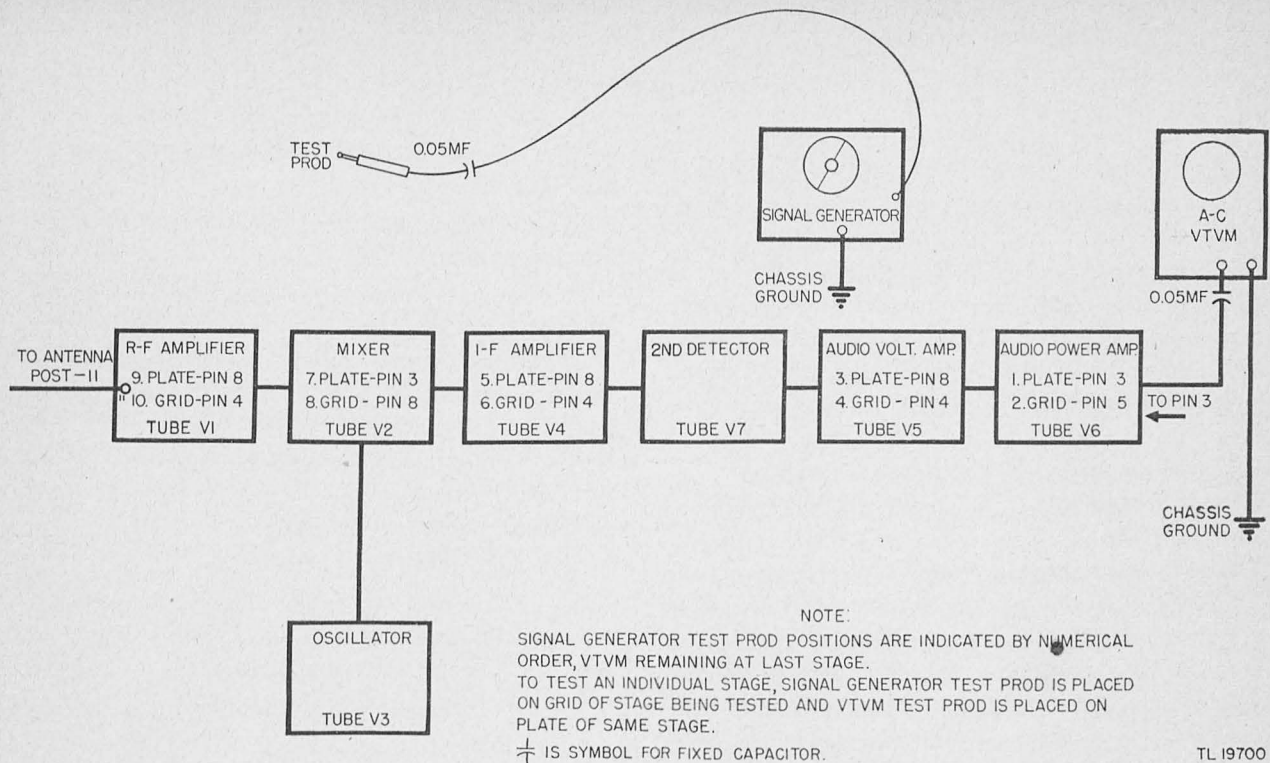 TEST
PROD
0.05MF
SIGNAL GENERATOR
CHASSIS
GROUND
A-C
VTVM
0.05MF
TO ANTENNA
POST-11
R-F AMPLIFIER
9. PLATE-PIN 8
10. GRID-PIN 4
TUBE V1
11
MIXER
7. PLATE-PIN 3
8. GRID - PIN 8
TUBE V2
I-F AMPLIFIER
5. PLATE-PIN 8
6. GRID - PIN 4
TUBE V4
2ND DETECTOR
TUBE V7
AUDIO VOLT. AMP.
3. PLATE-PIN 8
4. GRID - PIN 4
TUBE V5
AUDIO POWER AMP.
1. PLATE-PIN 3
2. GRID - PIN 5
TUBE V6
TO PIN 3
CHASSIS
GROUND
OSCILLATOR
TUBE V3
NOTE:
SIGNAL GENERATOR TEST PROD POSITIONS ARE INDICATED BY NUMERICAL
ORDER, VTVM REMAINING AT LAST STAGE.
TO TEST AN INDIVIDUAL STAGE, SIGNAL GENERATOR TEST PROD IS PLACED
ON GRID OF STAGE BEING TESTED AND VTVM TEST PROD IS PLACED ON
PLATE OF SAME STAGE.
IS SYMBOL FOR FIXED CAPACITOR.
TL 19700